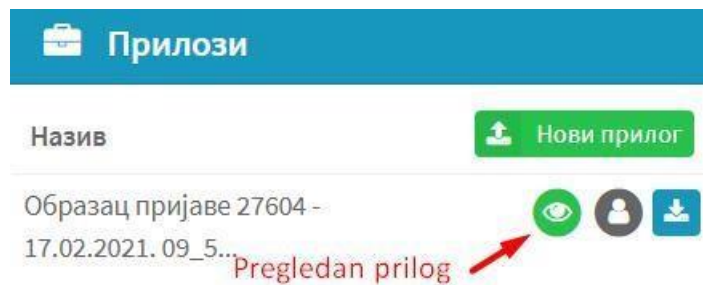 Прилози
Назив
Нови прилог
Образац пријаве 27604 -
17.02.2021. 09_5...
Pregledan prilog